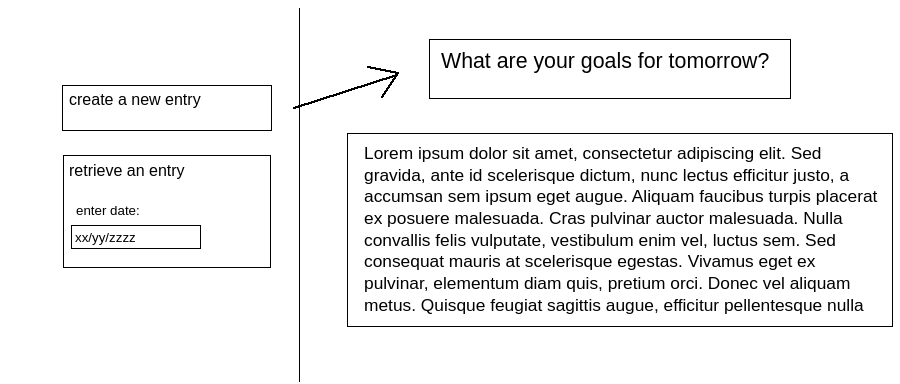 create a new entry
retrieve an entry
enter date:
xx/yy/zzzz
What are your goals for tomorrow?
Lorem ipsum dolor sit amet, consectetur adipiscing elit. Sed
gravida, ante id scelerisque dictum, nunc lectus efficitur justo, a
accumsan sem ipsum eget augue. Aliquam faucibus turpis placerat
ex posuere malesuada. Cras pulvinar auctor malesuada. Nulla
convallis felis vulputate, vestibulum enim vel, luctus sem. Sed
consequat mauris at scelerisque egestas. Vivamus eget ex
pulvinar, elementum diam quis, pretium orci. Donec vel aliquam
metus. Quisque feugiat sagittis augue, efficitur pellentesque nulla